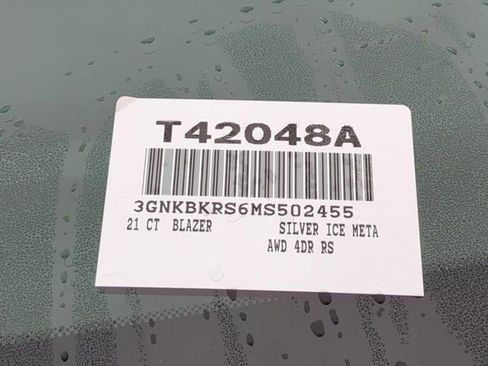 T42048A
3GNKBKRS6MS502455
21 CT BLAZER SILVER ICE META
AWD 4DR RS